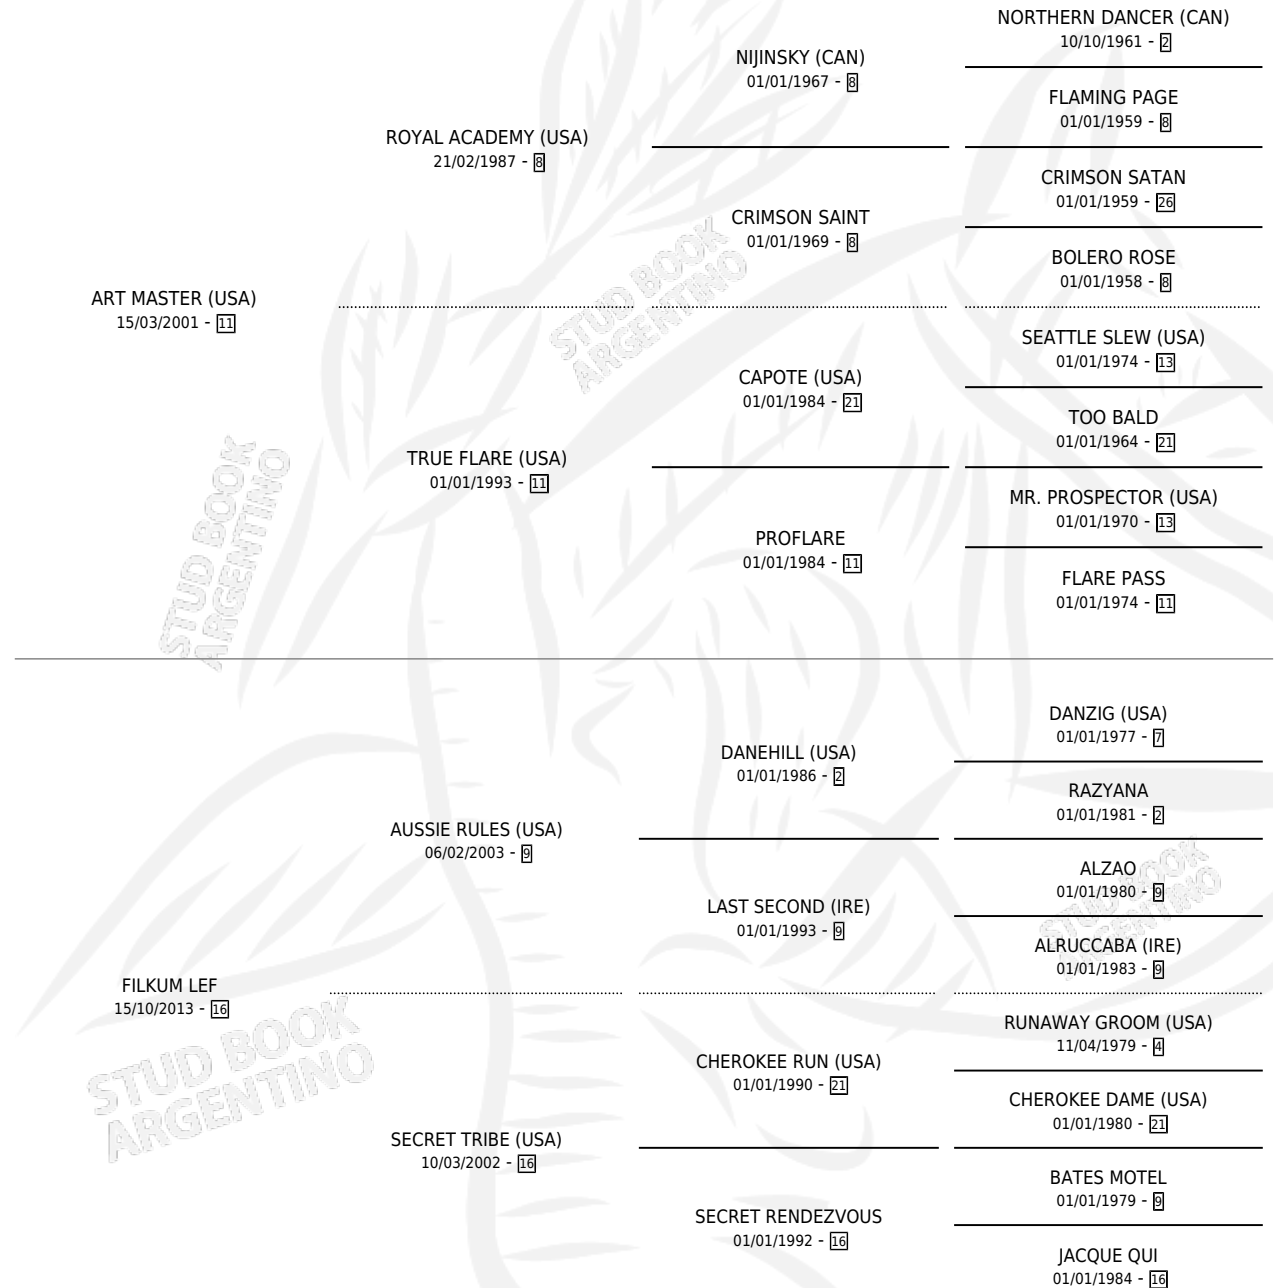 NORTHERN DANCER (CAN)
10/10/1961 - 2
NIJINSKY (CAN)
01/01/1967 - 8
FLAMING PAGE
01/01/1959 - 8
ROYAL ACADEMY (USA)
21/02/1987 - 8
CRIMSON SATAN
01/01/1959 - 26
CRIMSON SAINT
01/01/1969 - 8
BOLERO ROSE
01/01/1958 - 8
ART MASTER (USA)
15/03/2001 - 11
STUD BOOK
ARGENTINO
SEATTLE SLEW (USA)
01/01/1974 - 13
CAPOTE (USA)
01/01/1984 - 21
TOO BALD
01/01/1964 - 21
TRUE FLARE (USA)
01/01/1993 - 11
MR. PROSPECTOR (USA)
01/01/1970 - 13
PROFLARE
01/01/1984 - 11
FLARE PASS
01/01/1974 - 11
STUD BOOK
ARGENTINO
DANZIG (USA)
01/01/1977 - 7
DANEHILL (USA)
01/01/1986 - 2
RAZYANA
01/01/1981 - 2
AUSSIE RULES (USA)
06/02/2003 - 9
ALZAO
01/01/1980 - 9
STUD BOOK
ARGENTINO
LAST SECOND (IRE)
01/01/1993 - 9
ALRUCCABA (IRE)
01/01/1983 - 9
FILKUM LEF
15/10/2013 - 16
STUD BOOK
ARGENTINO
RUNAWAY GROOM (USA)
11/04/1979 - 4
CHEROKEE RUN (USA)
01/01/1990 - 21
CHEROKEE DAME (USA)
01/01/1980 - 21
SECRET TRIBE (USA)
10/03/2002 - 16
BATES MOTEL
01/01/1979 - 9
SECRET RENDEZVOUS
01/01/1992 - 16
JACQUE QUI
01/01/1984 - 16